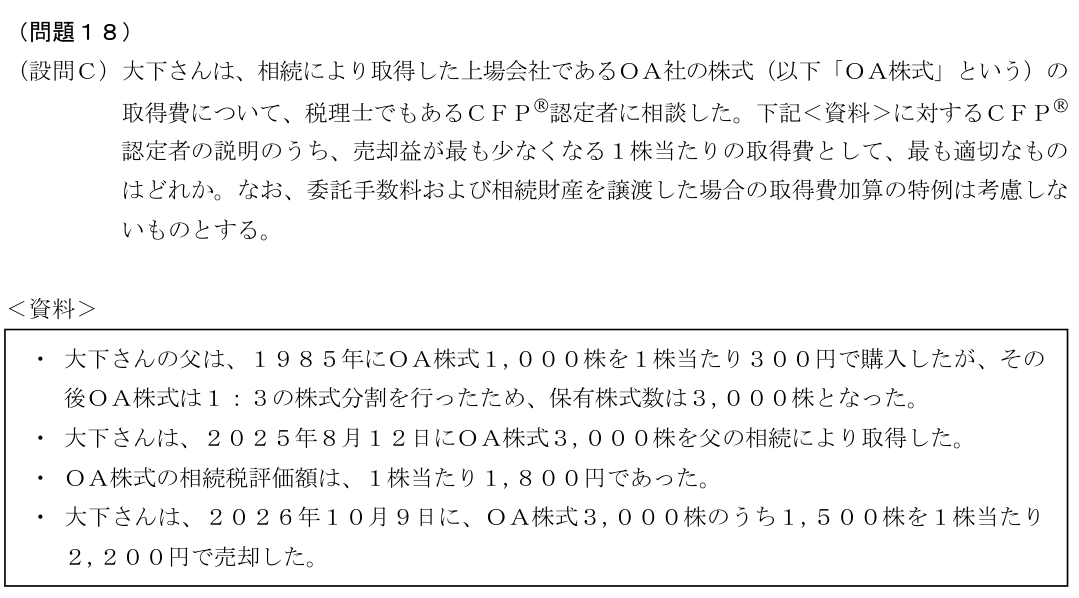 （問題１８）
（設問Ｃ）大下さんは、相続により取得した上場会社であるＯＡ社の株式（以下「ＯＡ株式」という）の
取得費について、税理士でもあるＣＦＰ®認定者に相談した。下記＜資料＞に対するＣＦＰ®
認定者の説明のうち、売却益が最も少なくなる１株当たりの取得費として、最も適切なもの
はどれか。なお、委託手数料および相続財産を譲渡した場合の取得費加算の特例は考慮しな
いものとする。
＜資料＞
・ 大下さんの父は、１９８５年にＯＡ株式１,０００株を１株当たり３００円で購入したが、その
後ＯＡ株式は１：３の株式分割を行ったため、保有株式数は３,０００株となった。
・ 大下さんは、２０２５年８月１２日にＯＡ株式３,０００株を父の相続により取得した。
・ ＯＡ株式の相続税評価額は、１株当たり１,８００円であった。
・ 大下さんは、２０２６年１０月９日に、ＯＡ株式３,０００株のうち１,５００株を１株当たり
２,２００円で売却した。